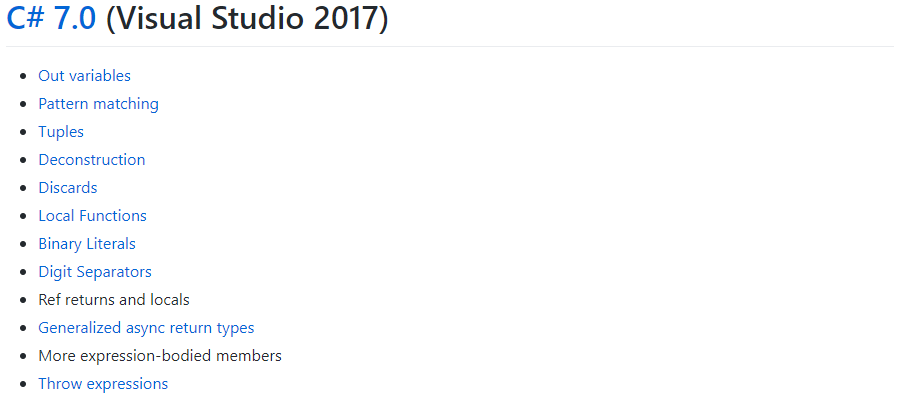 C# 7.0 (Visual Studio 2017)
Out variables
Pattern matching
Tuples
Deconstruction
Discards
Local Functions
Binary Literals
Digit Separators
Ref returns and locals
Generalized async return types
More expression-bodied members
Throw expressions